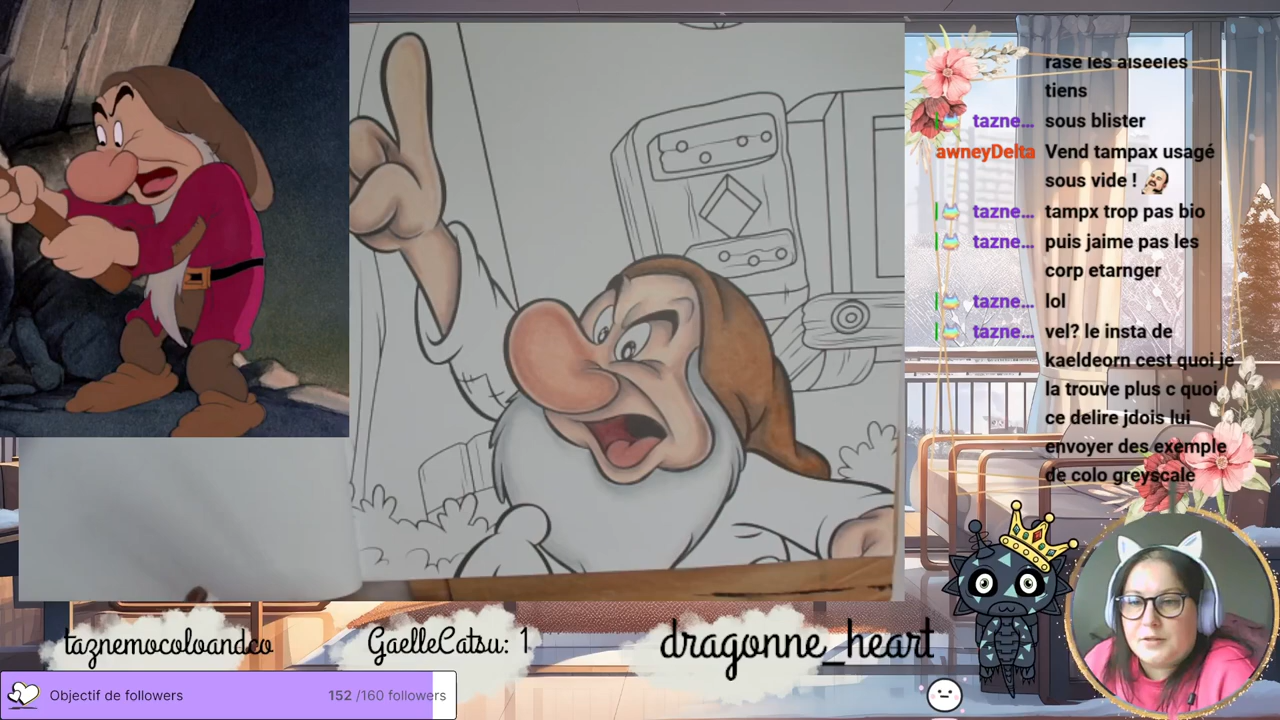 rase les aiseeles
tiens
tazne... sous blister
awneyDelta Vend tampax usagé
sous vide !
tazne... tampx trop pas bio
tazne... puis jaime pas les
corp etarnger
tazne... lol
tazne... vel? le insta de
kaeldeorn cest quoi je
la trouve plus c quoi
ce delire jdois lui
envoyer des exemple
de colo greyscale
taznemocoloandco
GaelleCatsu: 1
dragonne_heart
Objectif de followers 152 /160 followers